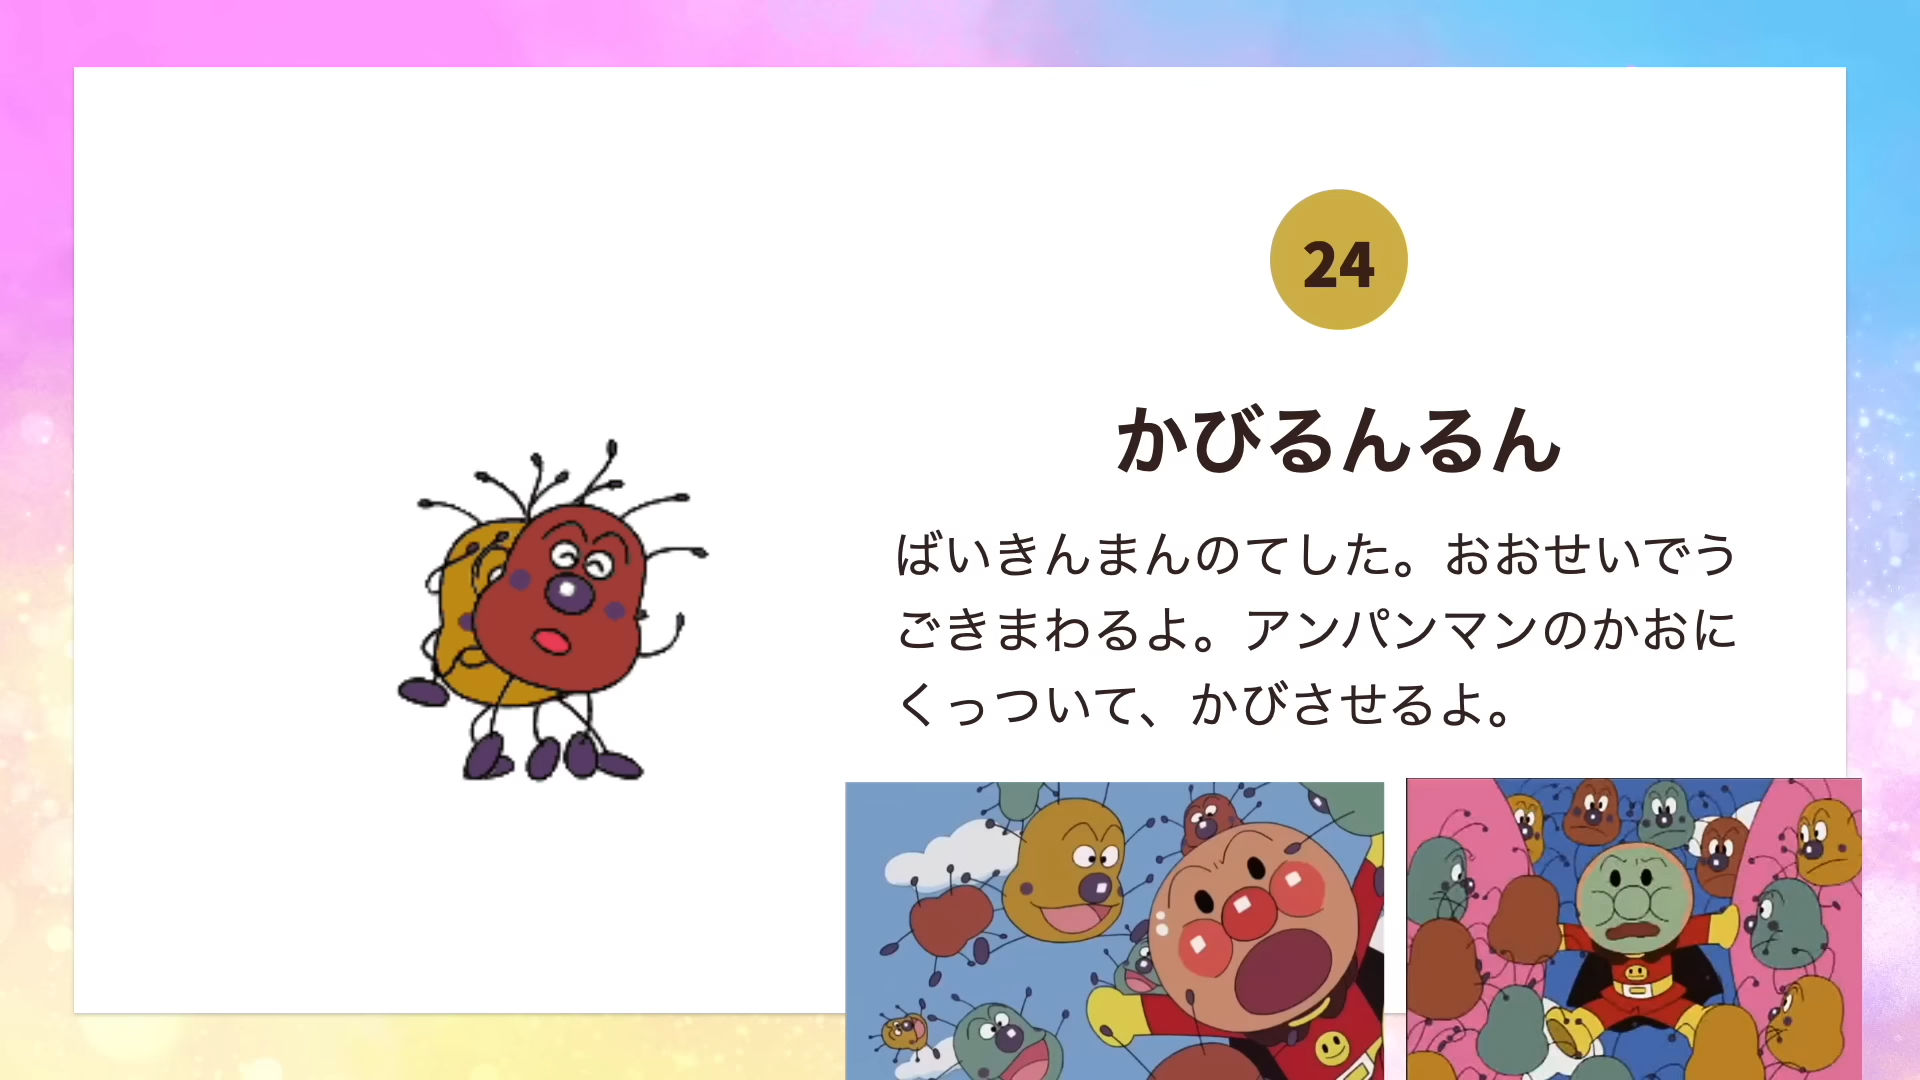 24
かびるんるん
ばいきんまんのてした。おおせいでう
ごきまわるよ。アンパンマンのかおに
くっついて、かびさせるよ。